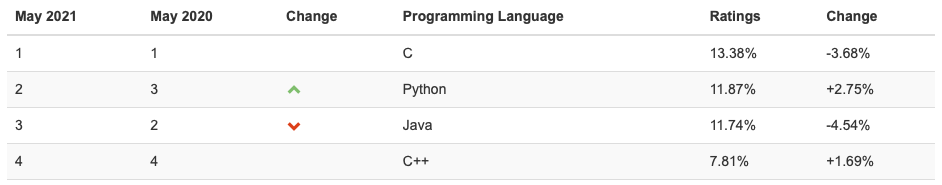 May 2021 May 2020 Change Programming Language Ratings Change
1 1 C 13.38% -3.68%
2 3 Python 11.87% +2.75%
3 2 Java 11.74% -4.54%
4 4 C++ 7.81% +1.69%